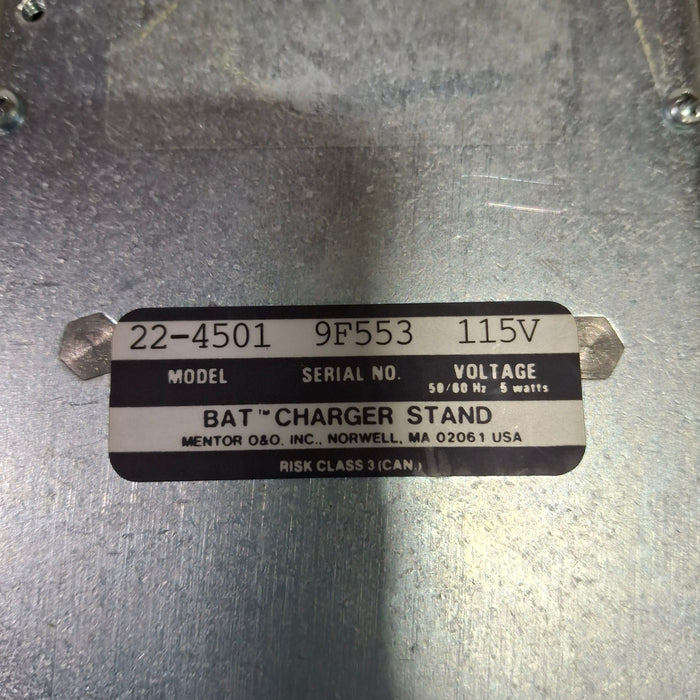 22-4501 9F553 115V
MODEL SERIAL NO. VOLTAGE
50/60 Hz 5 watts
BAT™ CHARGER STAND
MENTOR O&O, INC., NORWELL, MA 02061 USA
RISK CLASS 3 (CAN.)